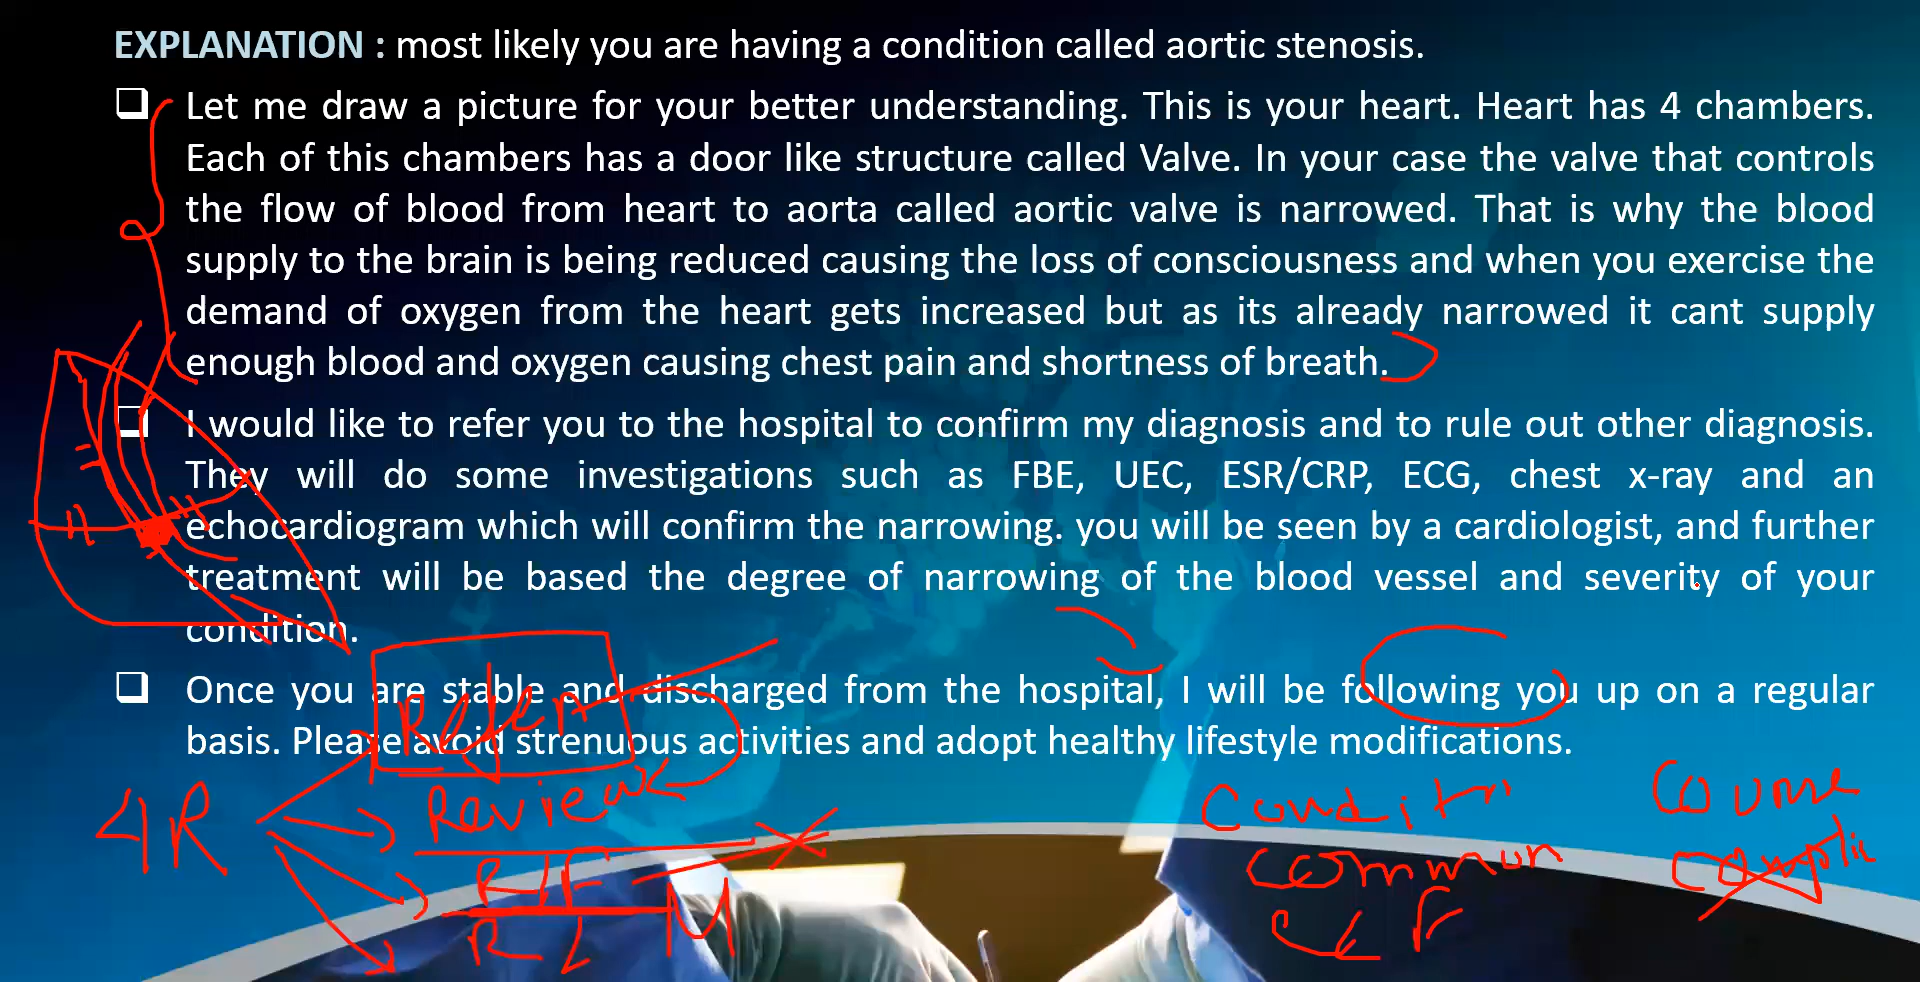 EXPLANATION : most likely you are having a condition called aortic stenosis.
❑ Let me draw a picture for your better understanding. This is your heart. Heart has 4 chambers.
Each of this chambers has a door like structure called Valve. In your case the valve that controls
the flow of blood from heart to aorta called aortic valve is narrowed. That is why the blood
supply to the brain is being reduced causing the loss of consciousness and when you exercise the
demand of oxygen from the heart gets increased but as its already narrowed it cant supply
enough blood and oxygen causing chest pain and shortness of breath.
❑ I would like to refer you to the hospital to confirm my diagnosis and to rule out other diagnosis.
They will do some investigations such as FBE, UEC, ESR/CRP, ECG, chest x-ray and an
echocardiogram which will confirm the narrowing. you will be seen by a cardiologist, and further
treatment will be based the degree of narrowing of the blood vessel and severity of your
condition.
❑ Once you are stable and discharged from the hospital, I will be following you up on a regular
basis. Please avoid strenuous activities and adopt healthy lifestyle modifications.
4R
Refer
Review
Condit
Course
commun